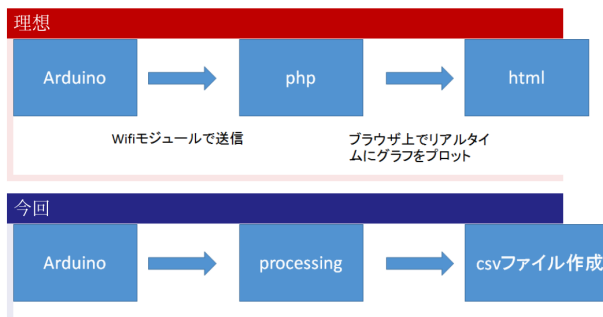 理想
Arduino
php
html
Wifiモジュールで送信
ブラウザ上でリアルタイ
ムにグラフをプロット
今回
Arduino
processing
csvファイル作成